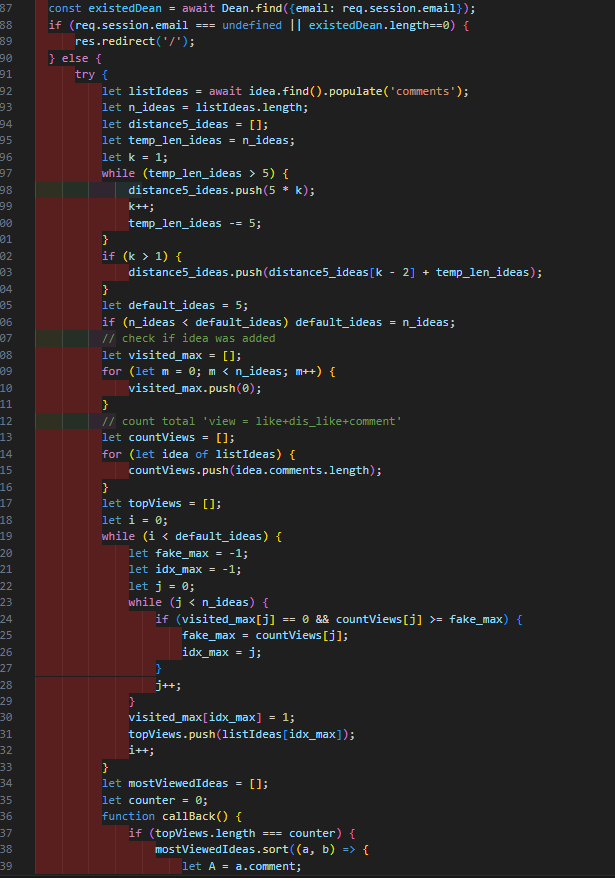 87 const existedDean = await Dean.find({email: req.session.email});
88 if (req.session.email === undefined || existedDean.length==0) {
89 res.redirect('/');
90 } else {
91 try {
92 let listIdeas = await idea.find().populate('comments');
93 let n_ideas = listIdeas.length;
94 let distance5_ideas = [];
95 let temp_len_ideas = n_ideas;
96 let k = 1;
97 while (temp_len_ideas > 5) {
98 distance5_ideas.push(5 * k);
99 k++;
00 temp_len_ideas -= 5;
01 }
02 if (k > 1) {
03 distance5_ideas.push(distance5_ideas[k - 2] + temp_len_ideas);
04 }
05 let default_ideas = 5;
06 if (n_ideas < default_ideas) default_ideas = n_ideas;
07 // check if idea was added
08 let visited_max = [];
09 for (let m = 0; m < n_ideas; m++) {
10 visited_max.push(0);
11 }
12 // count total 'view = like+dis_like+comment'
13 let countViews = [];
14 for (let idea of listIdeas) {
15 countViews.push(idea.comments.length);
16 }
17 let topViews = [];
18 let i = 0;
19 while (i < default_ideas) {
20 let fake_max = -1;
21 let idx_max = -1;
22 let j = 0;
23 while (j < n_ideas) {
24 if (visited_max[j] == 0 && countViews[j] >= fake_max) {
25 fake_max = countViews[j];
26 idx_max = j;
27 }
28 j++;
29 }
30 visited_max[idx_max] = 1;
31 topViews.push(listIdeas[idx_max]);
32 i++;
33 }
34 let mostViewedIdeas = [];
35 let counter = 0;
36 function callBack() {
37 if (topViews.length === counter) {
38 mostViewedIdeas.sort((a, b) => {
39 let A = a.comment;